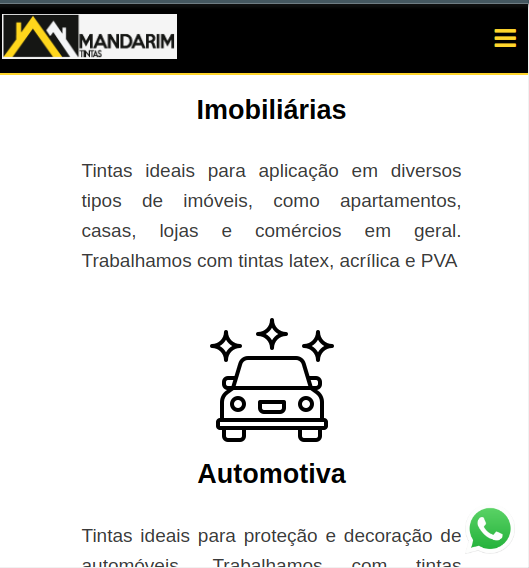 MANDARIM
TINTAS
Imobiliárias
Tintas ideais para aplicação em diversos
tipos de imóveis, como apartamentos,
casas, lojas e comércios em geral.
Trabalhamos com tintas latex, acrílica e PVA
Automotiva
Tintas ideais para proteção e decoração de
automóveis. Trabalhamos com tintas